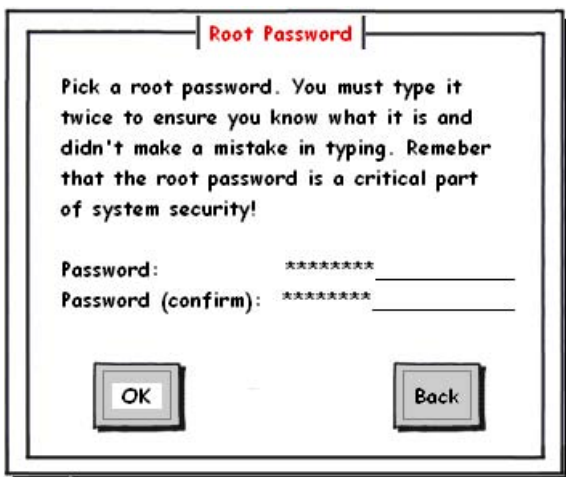 Root Password
Pick a root password. You must type it
twice to ensure you know what it is and
didn't make a mistake in typing. Remeber
that the root password is a critical part
of system security!
Password: ********
Password (confirm): ********
OK Back